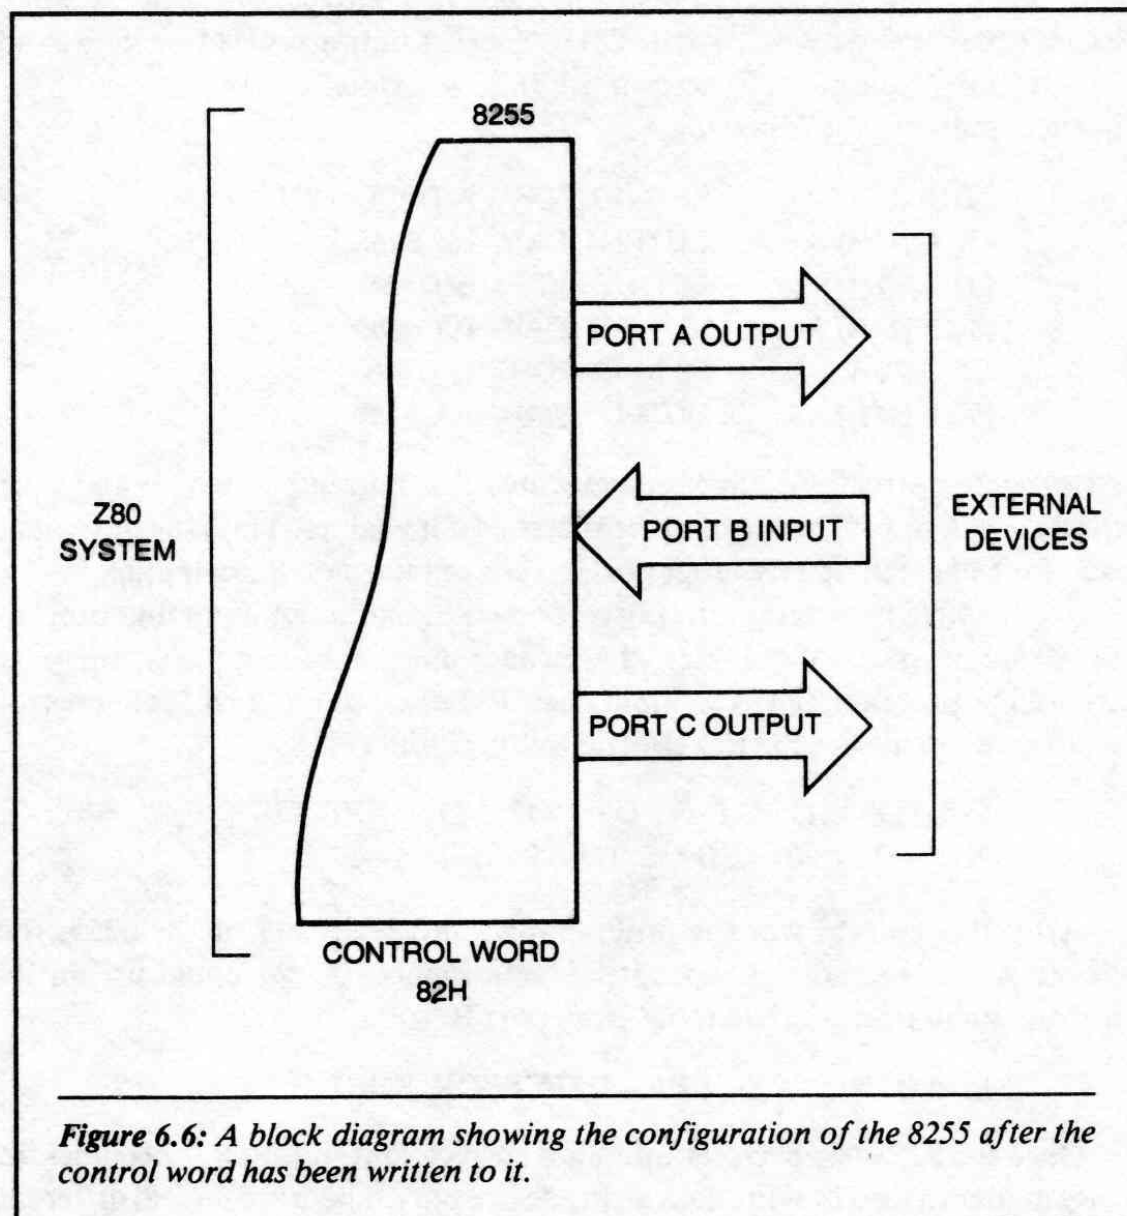 8255
PORT A OUTPUT
Z80
SYSTEM
PORT B INPUT
EXTERNAL
DEVICES
PORT C OUTPUT
CONTROL WORD
82H
Figure 6.6: A block diagram showing the configuration of the 8255 after the
control word has been written to it.